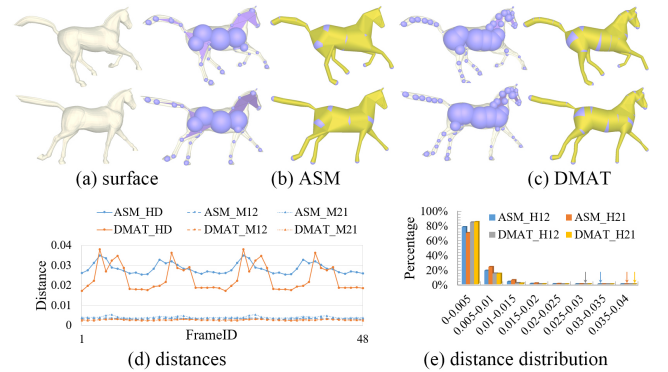 (a) surface
(b) ASM
(c) DMAT
ASM_HD ASM_M12 ASM_M21
DMAT_HD DMAT_M12 DMAT_M21
Distance
0.04
0.03
0.02
0.01
0
1
FrameID
48
(d) distances
Percentage
100%
80%
60%
40%
20%
0%
ASM_H12 ASM_H21
DMAT_H12 DMAT_H21
0-0.005
0.005-0.01
0.01-0.015
0.015-0.02
0.02-0.025
0.025-0.03
0.03-0.035
0.035-0.04
(e) distance distribution